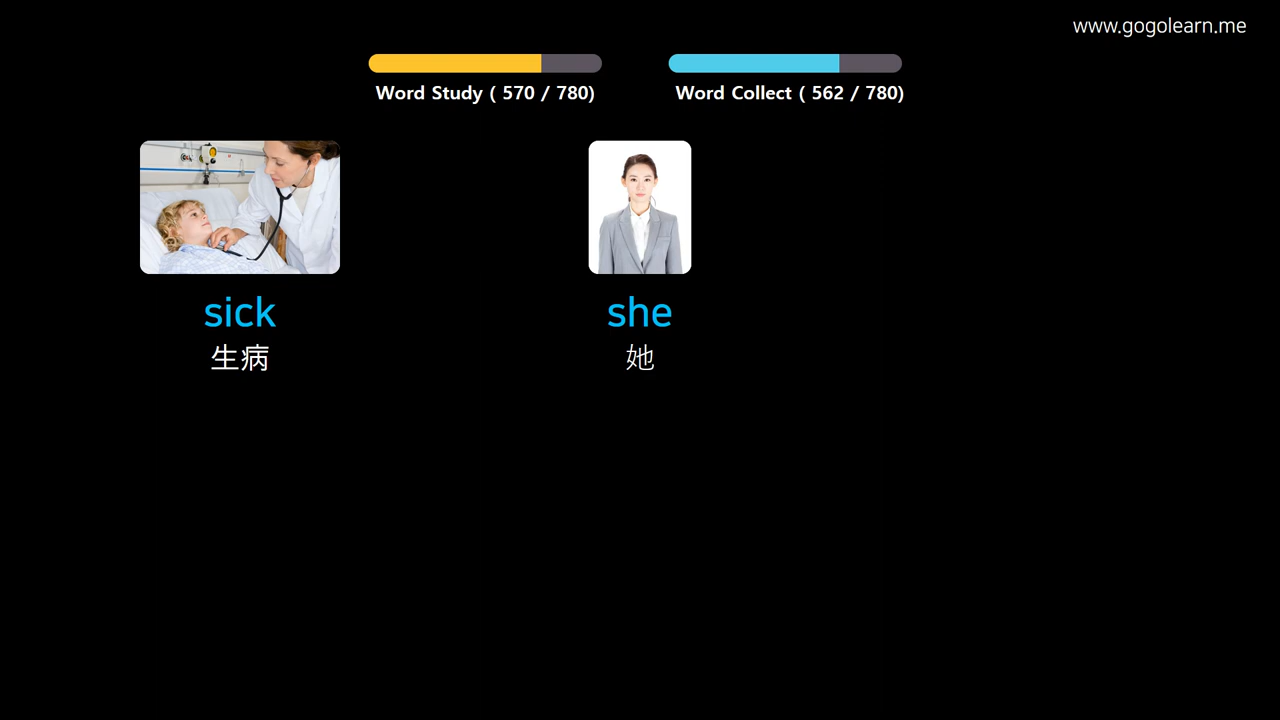 www.gogolearn.me
Word Study ( 570 / 780)
Word Collect ( 562 / 780)
sick
生病
she
她